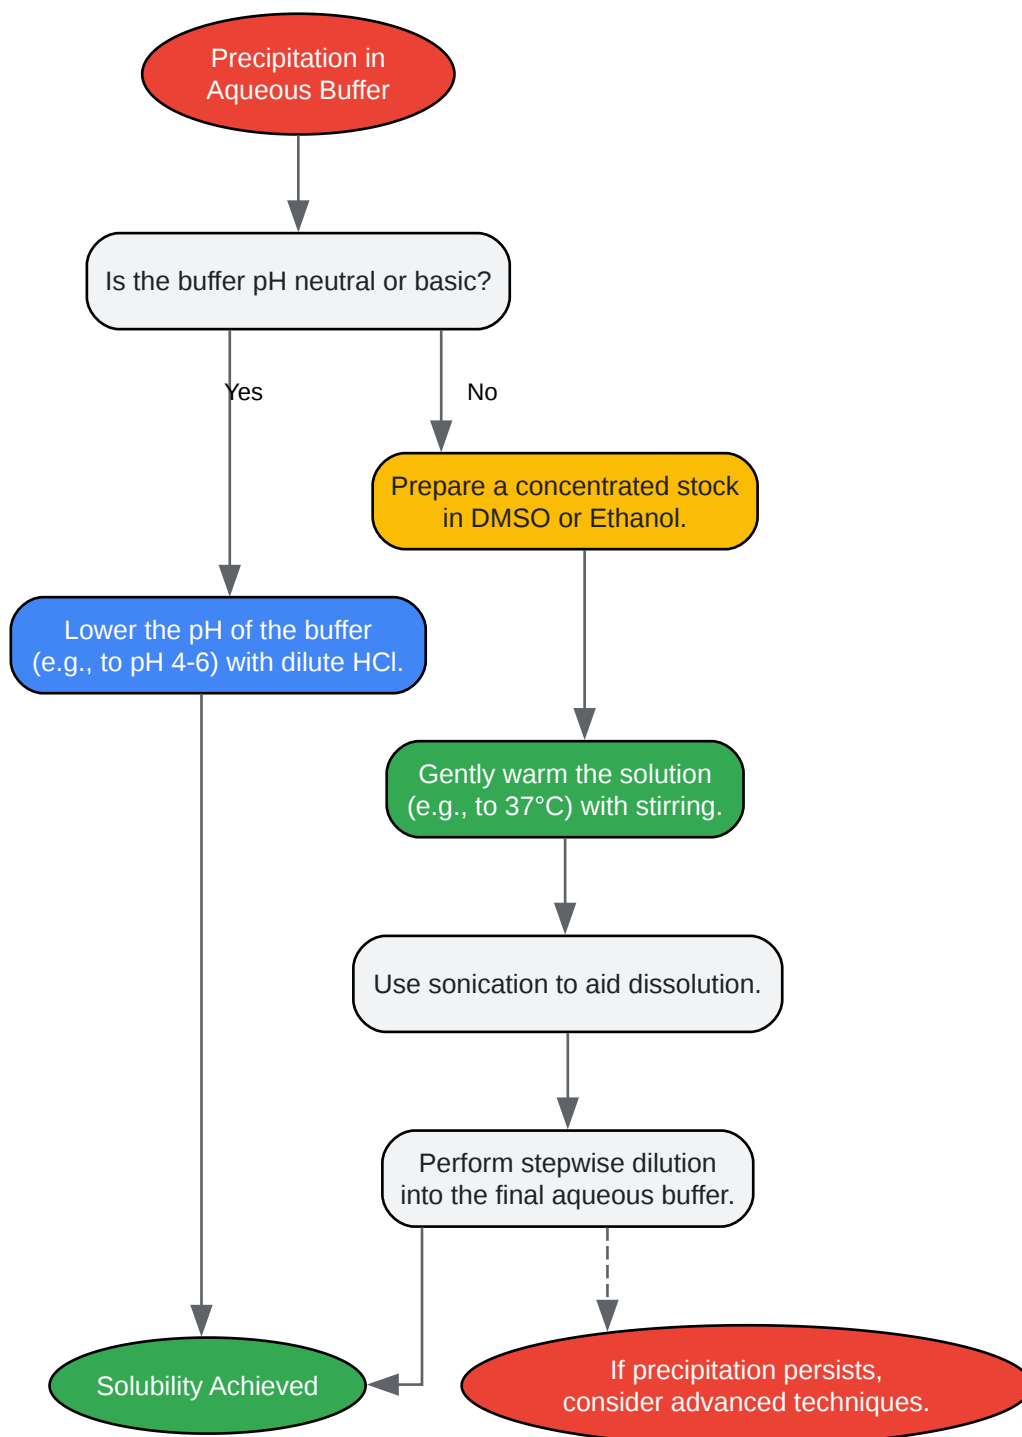 Precipitation in
Aqueous Buffer
Is the buffer pH neutral or basic?
Yes
No
Prepare a concentrated stock
in DMSO or Ethanol.
Lower the pH of the buffer
(e.g., to pH 4-6) with dilute HCl.
Gently warm the solution
(e.g., to 37°C) with stirring.
Use sonication to aid dissolution.
Perform stepwise dilution
into the final aqueous buffer.
Solubility Achieved
If precipitation persists,
consider advanced techniques.